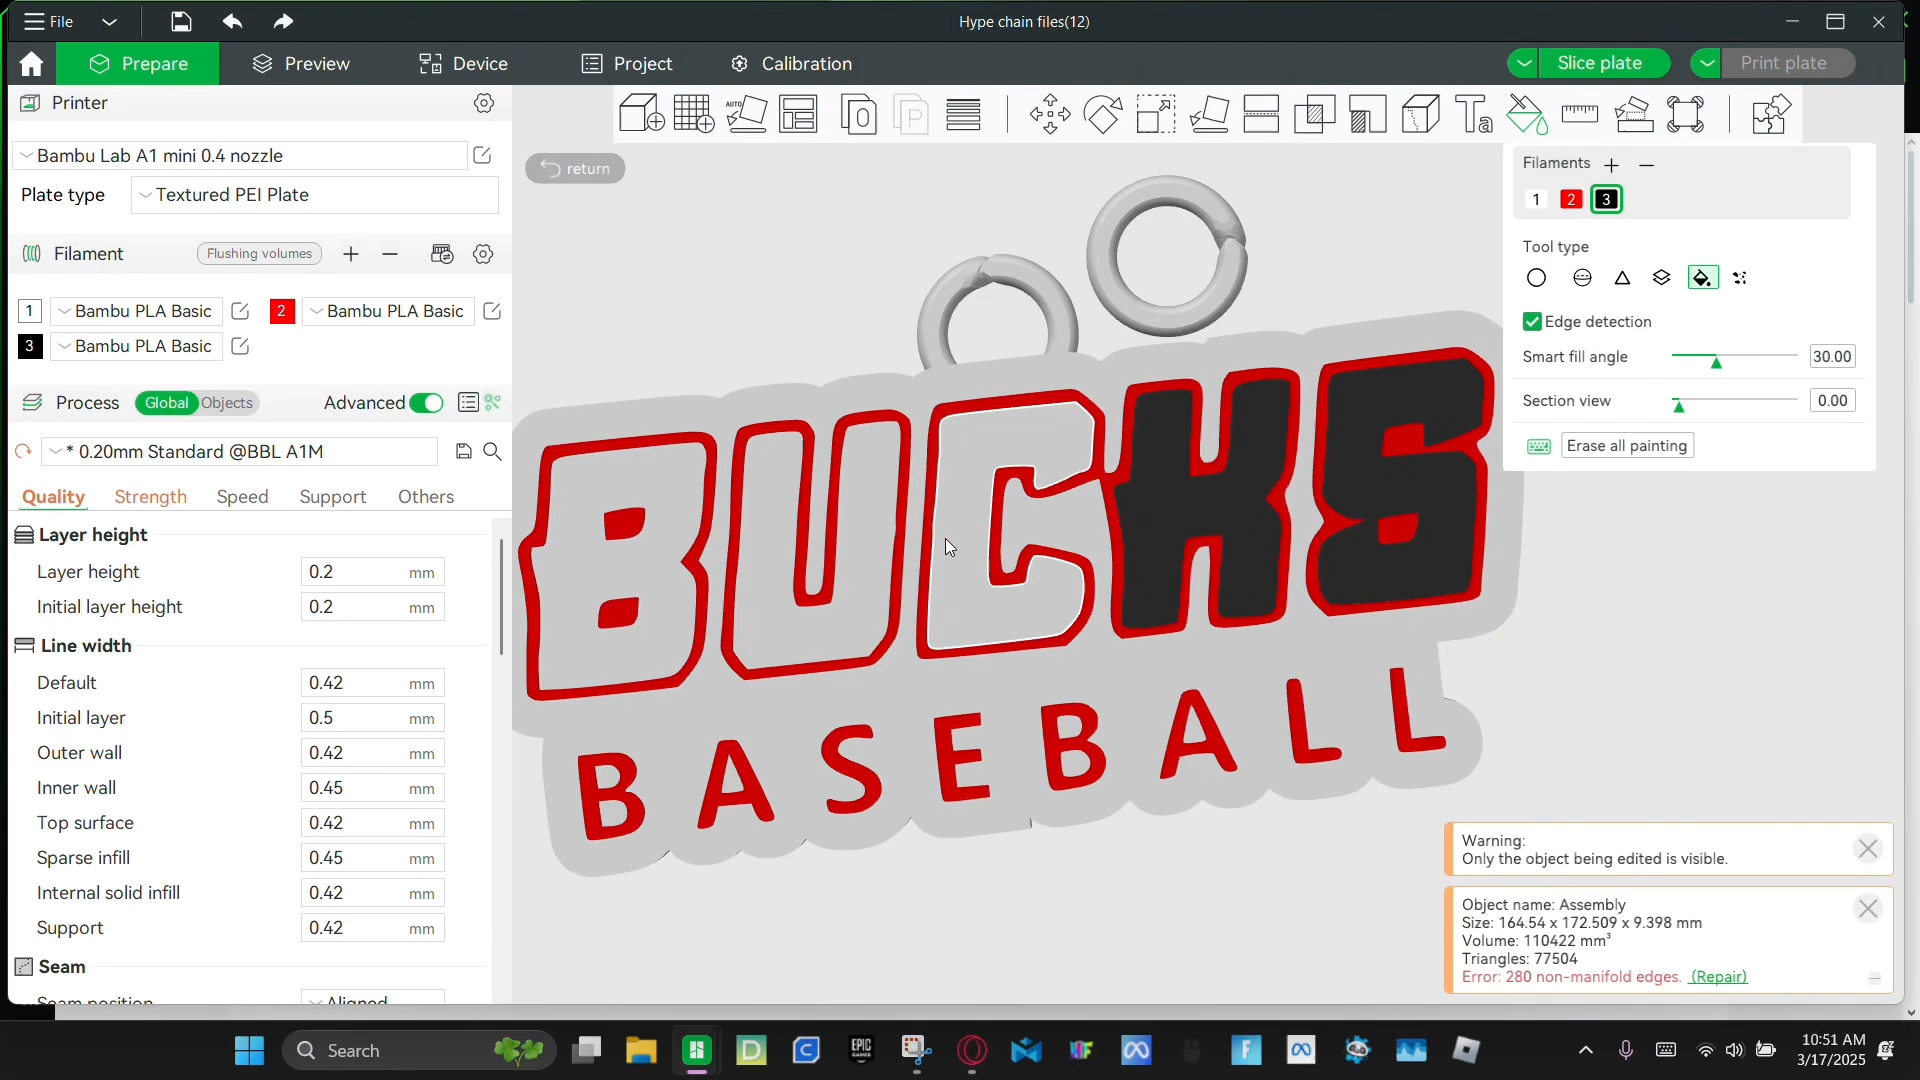 File
Hype chain files(12)
Prepare
Preview
Device
Project
Calibration
Slice plate
Print plate
Printer
Bambu Lab A1 mini 0.4 nozzle
Plate type
Textured PEI Plate
Filament
Flushing volumes
1
Bambu PLA Basic
2
Bambu PLA Basic
3
Bambu PLA Basic
Process
Global
Objects
Advanced
* 0.20mm Standard @BBL A1M
Quality
Strength
Speed
Support
Others
Layer height
Layer height
0.2
mm
Initial layer height
0.2
mm
Line width
Default
0.42
mm
Initial layer
0.5
mm
Outer wall
0.42
mm
Inner wall
0.45
mm
Top surface
0.42
mm
Sparse infill
0.45
mm
Internal solid infill
0.42
mm
Support
0.42
mm
Seam
Seam position
Aligned
AUTO
O
P
Ta
return
BUCKS
BASEBALL
Filaments
1
2
3
Tool type
Edge detection
Smart fill angle
30.00
Section view
0.00
Erase all painting
Warning:
Only the object being edited is visible.
Object name: Assembly
Size: 164.54 x 172.509 x 9.398 mm
Volume: 110422 mm³
Triangles: 77504
Error: 280 non-manifold edges. (Repair)
Search
D
C
EPIC
GAMES
F
10:51 AM
3/17/2025